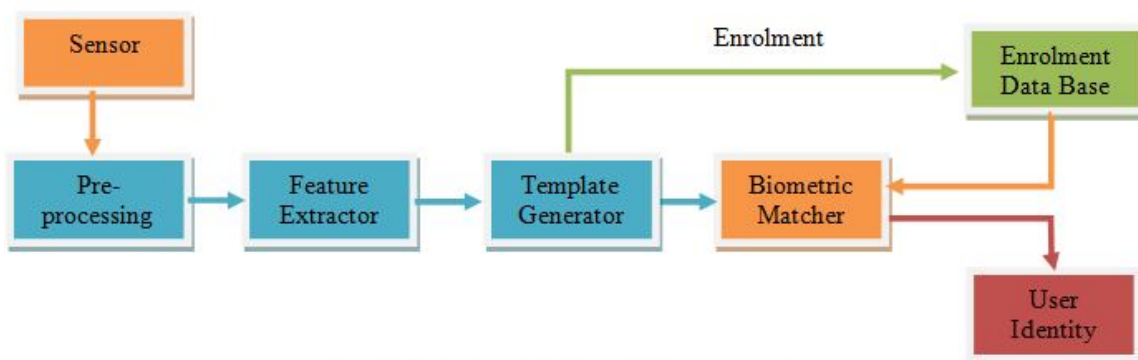 Sensor
Enrolment
Enrolment
Data Base
Pre-
processing
Feature
Extractor
Template
Generator
Biometric
Matcher
User
Identity